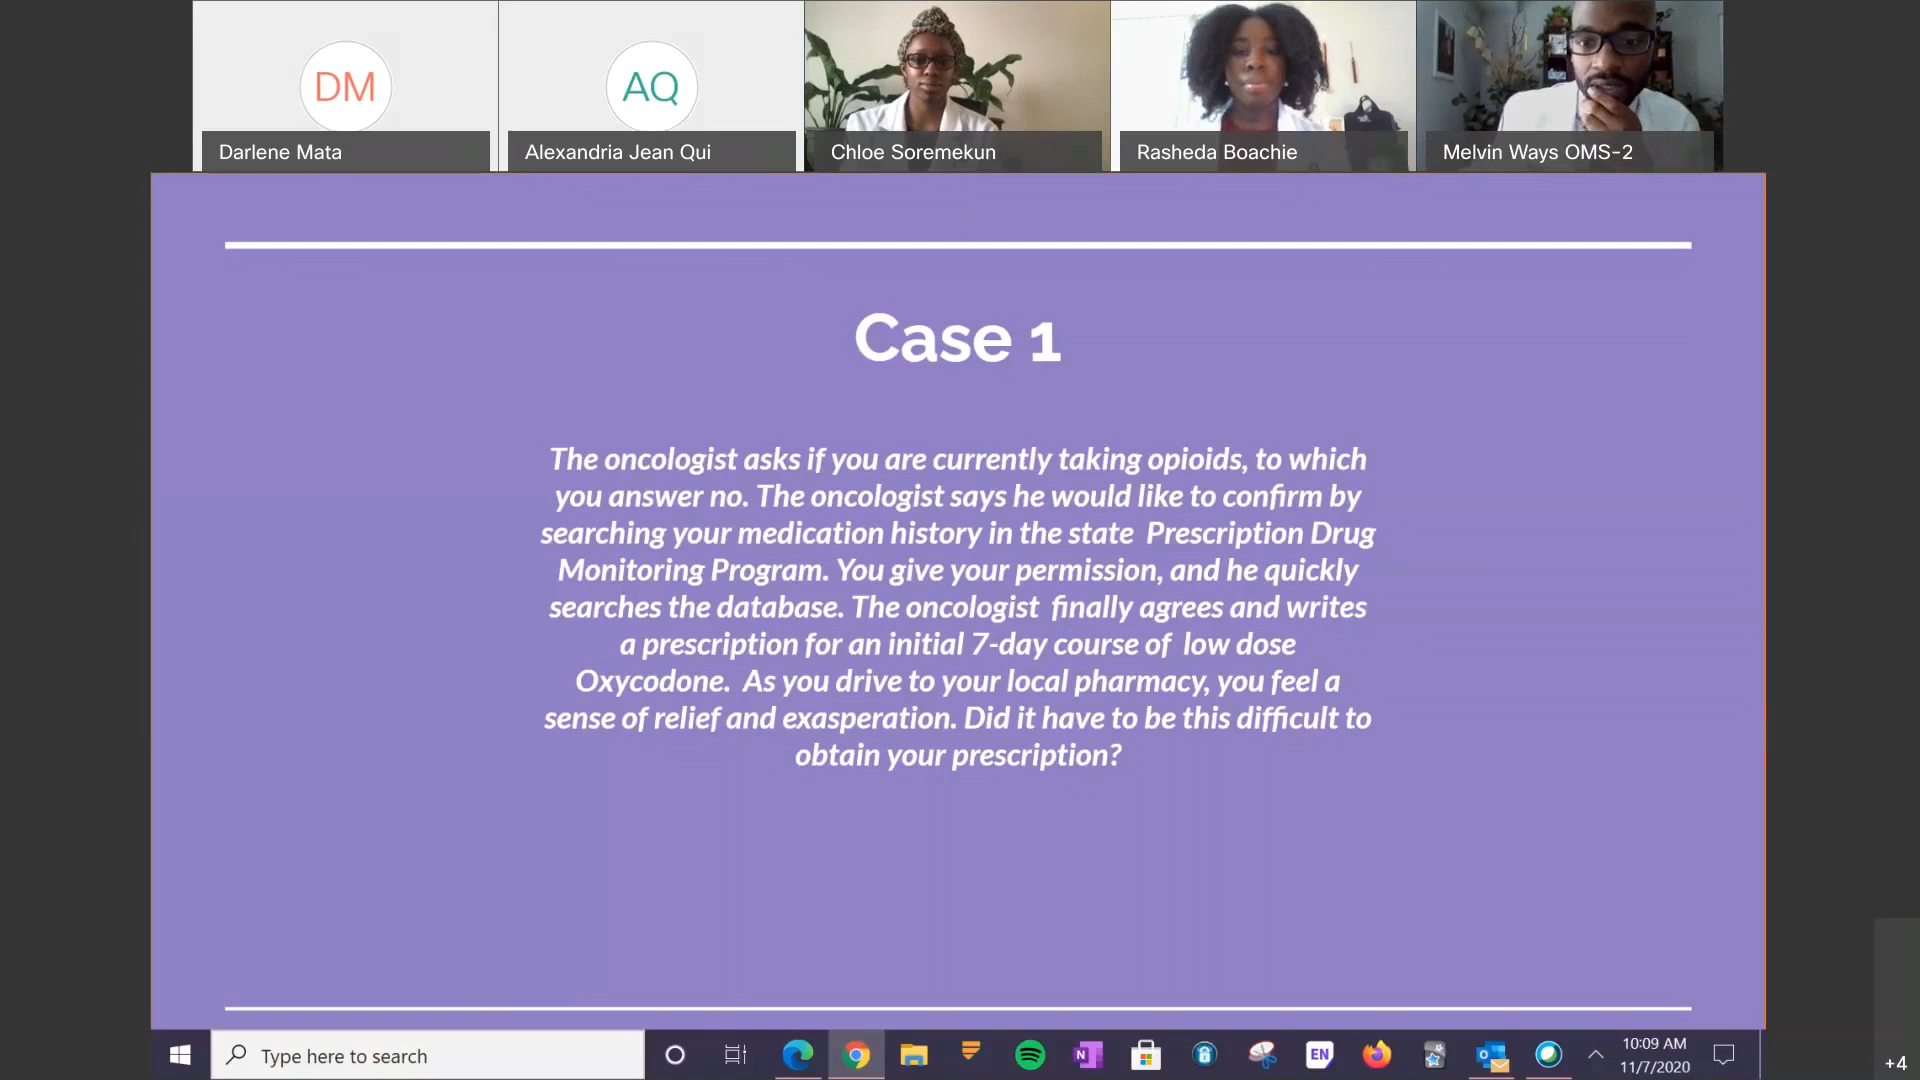 DM
AQ
Darlene Mata
Alexandria Jean Qui
Chloe Soremekun
Rasheda Boachie
Melvin Ways OMS-2
Case 1
The oncologist asks if you are currently taking opioids, to which
you answer no. The oncologist says he would like to confirm by
searching your medication history in the state Prescription Drug
Monitoring Program. You give your permission, and he quickly
searches the database. The oncologist finally agrees and writes
a prescription for an initial 7-day course of low dose
Oxycodone. As you drive to your local pharmacy, you feel a
sense of relief and exasperation. Did it have to be this difficult to
obtain your prescription?
Type here to search
N
EN
O
10:09 AM
11/7/2020
+4